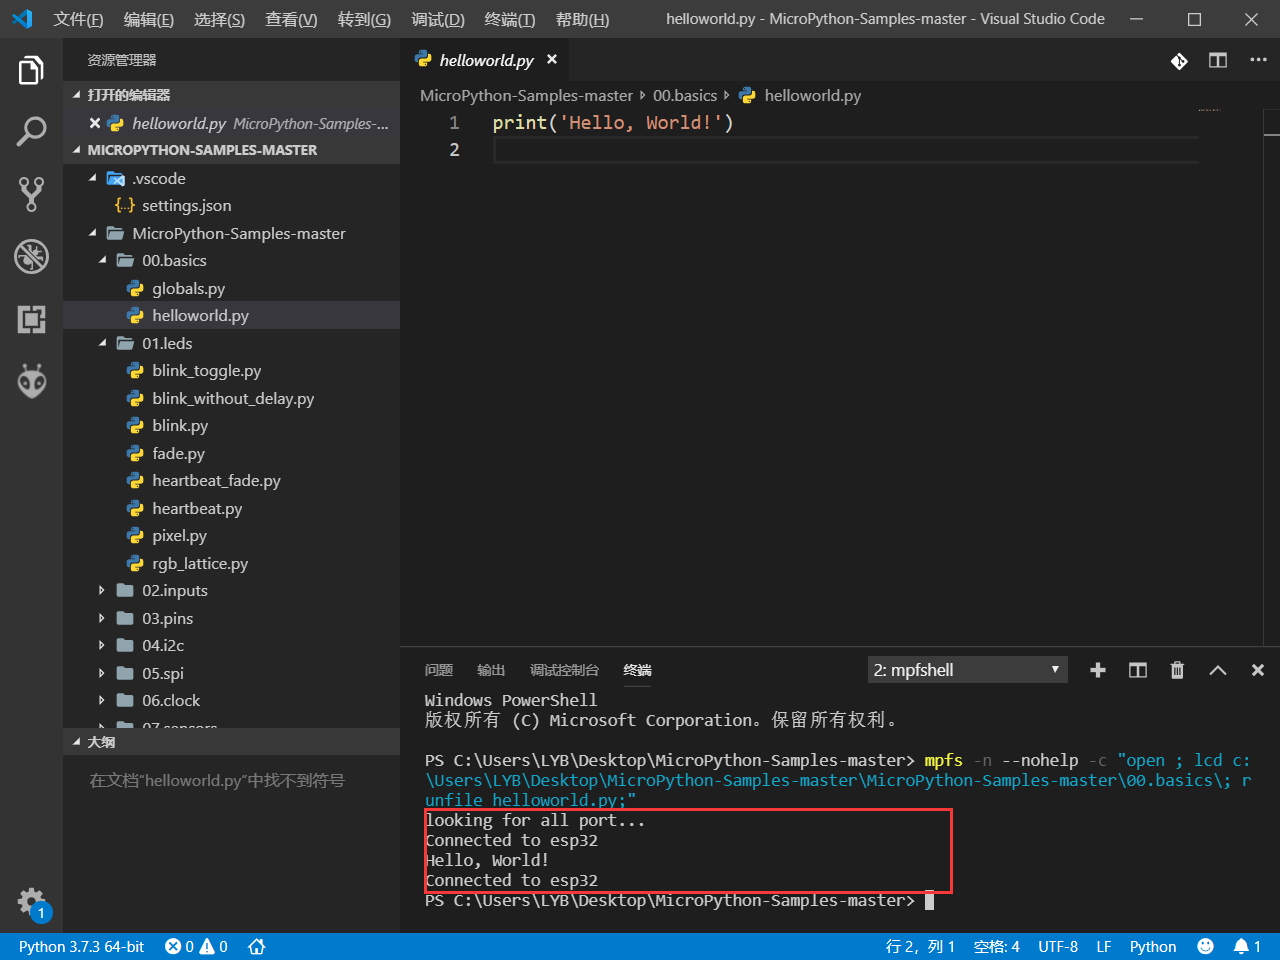 文件(F) 编辑(E) 选择(S) 查看(V) 转到(G) 调试(D) 终端(T) 帮助(H) helloworld.py - MicroPython-Samples-master - Visual Studio Code
资源管理器
打开的编辑器
helloworld.py MicroPython-Samples-...
MICROPYTHON-SAMPLES-MASTER
.vscode
{..} settings.json
MicroPython-Samples-master
00.basics
globals.py
helloworld.py
01.leds
blink_toggle.py
blink_without_delay.py
blink.py
fade.py
heartbeat_fade.py
heartbeat.py
pixel.py
rgb_lattice.py
02.inputs
03.pins
04.i2c
05.spi
06.clock
07.sensors
大纲
在文档"helloworld.py"中找不到符号
1
helloworld.py
MicroPython-Samples-master 00.basics helloworld.py
1 print('Hello, World!')
2
问题 输出 调试控制台 终端 2: mpfshell
Windows PowerShell
版权所有 (C) Microsoft Corporation。保留所有权利。
PS C:\Users\LYB\Desktop\MicroPython-Samples-master> mpfs -n --nohelp -c "open ; lcd c:
\Users\LYB\Desktop\MicroPython-Samples-master\MicroPython-Samples-master\00.basics\; r
unfile helloworld.py;"
looking for all port...
Connected to esp32
Hello, World!
Connected to esp32
PS C:\Users\LYB\Desktop\MicroPython-Samples-master>
Python 3.7.3 64-bit 0 0 行 2，列 1 空格: 4 UTF-8 LF Python 1